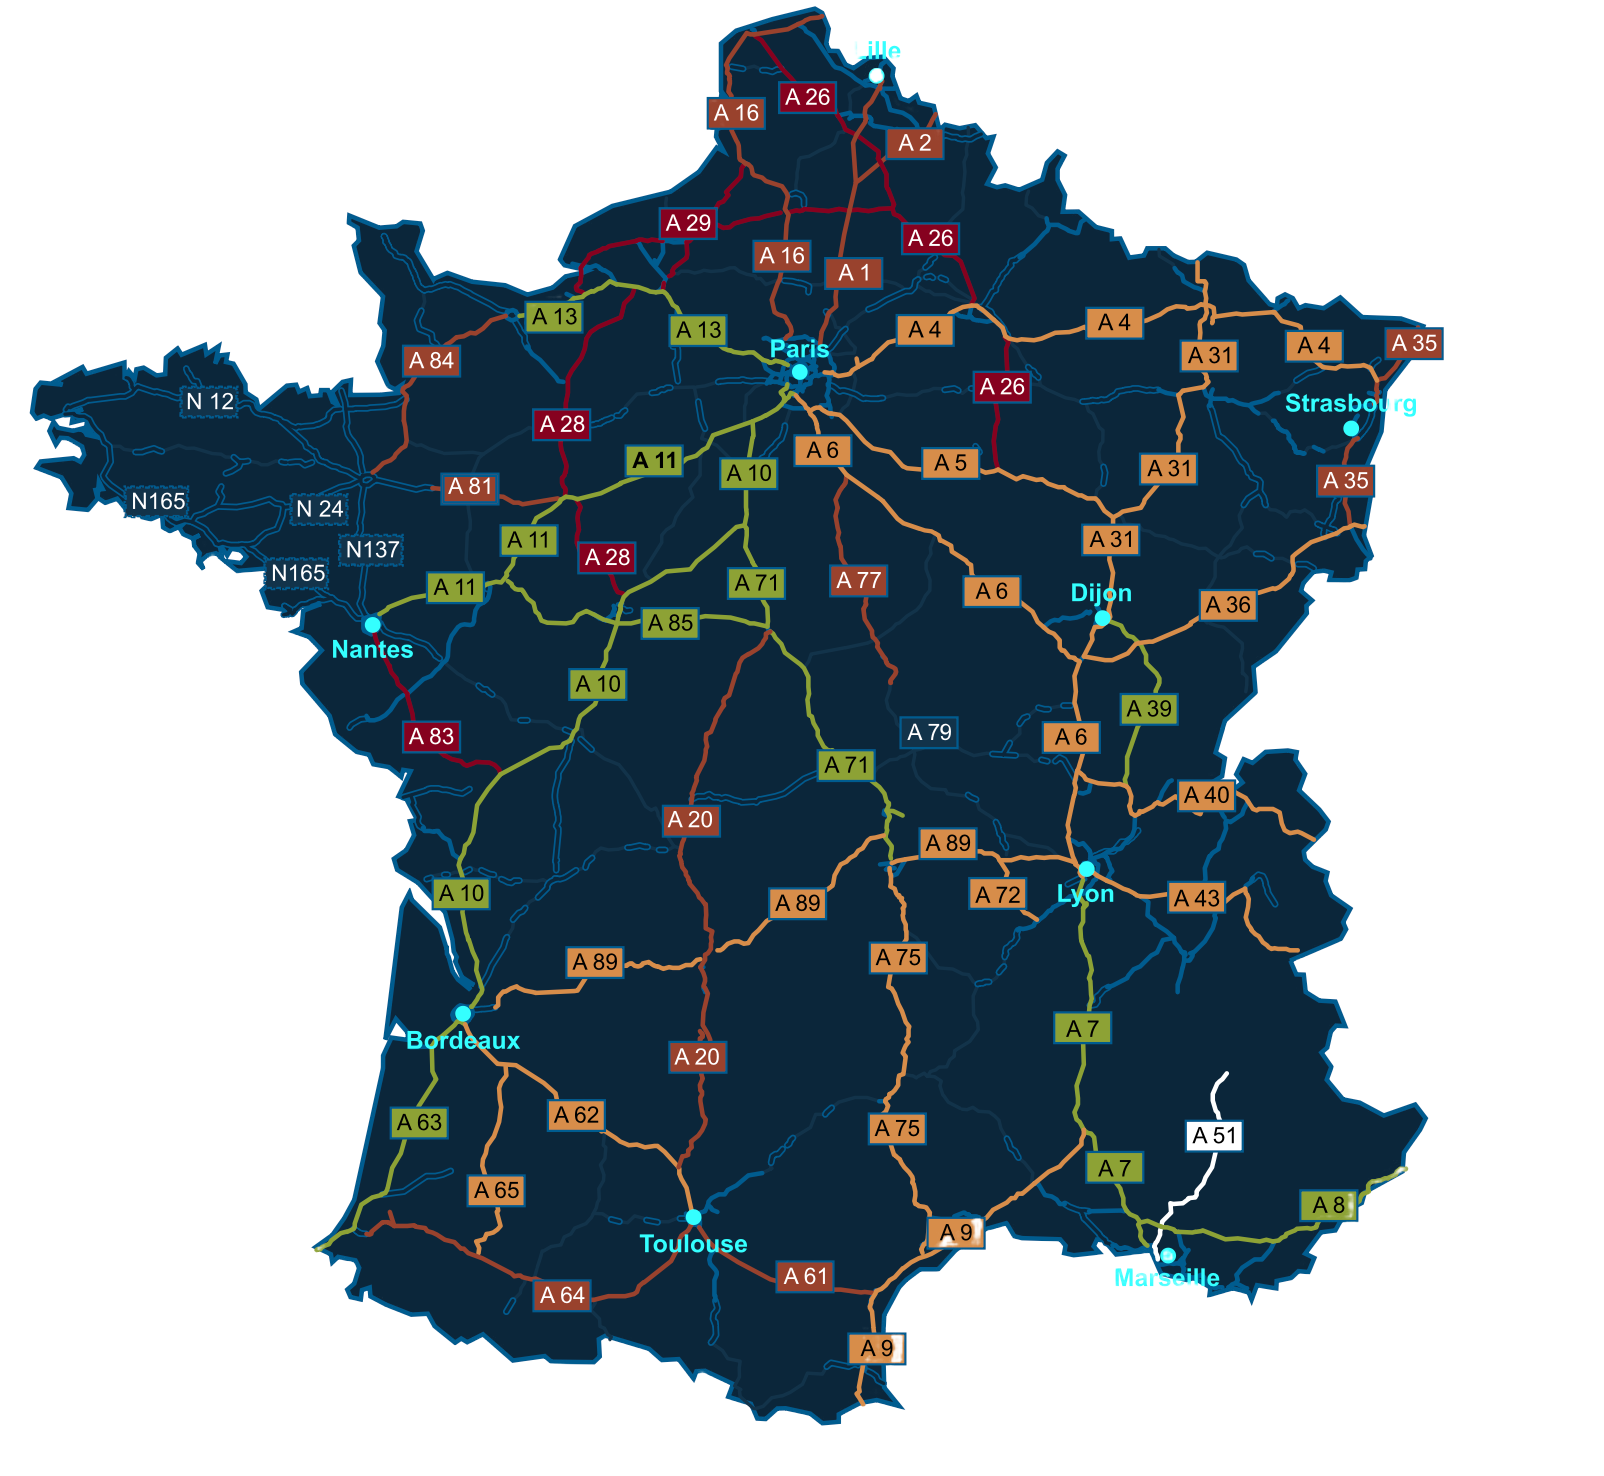 Lille
A 26
A 16
A 2
A 29
A 26
A 16
A 1
A 13
A 13
A 4
A 4
A 4
A 35
Paris
A 84
A 31
N 12
A 26
Strasbourg
A 28
A 6
A 11
A 5
A 31
A 10
A 35
A 81
N165
N 24
A 11
A 31
N137
A 28
N165
A 71
A 77
A 11
A 6
Dijon
A 36
A 85
Nantes
A 10
A 39
A 83
A 79
A 6
A 71
A 40
A 20
A 89
A 10
A 72
Lyon
A 43
A 89
A 89
A 75
A 7
Bordeaux
A 20
A 62
A 63
A 75
A 51
A 7
A 65
A 8
A 9
Toulouse
A 61
Marseille
A 64
A 9